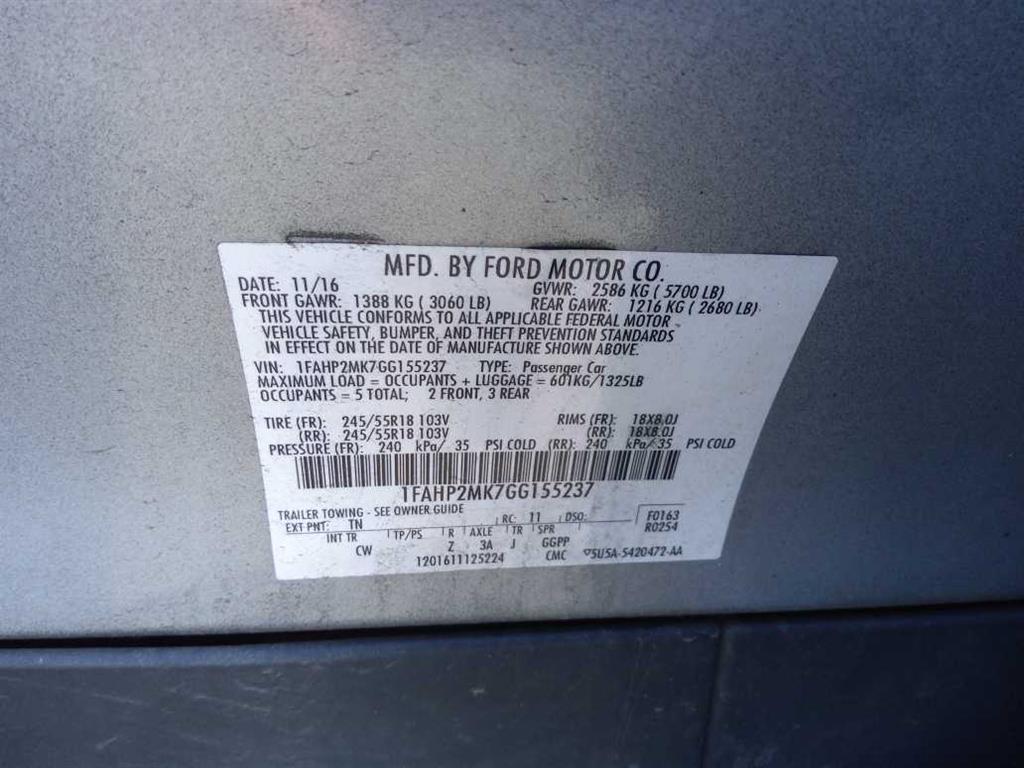 MFD. BY FORD MOTOR CO.
DATE: 11/16 GVWR: 2586 KG ( 5700 LB)
FRONT GAWR: 1388 KG ( 3060 LB) REAR GAWR: 1216 KG ( 2680 LB)
THIS VEHICLE CONFORMS TO ALL APPLICABLE FEDERAL MOTOR
VEHICLE SAFETY, BUMPER, AND THEFT PREVENTION STANDARDS
IN EFFECT ON THE DATE OF MANUFACTURE SHOWN ABOVE.
VIN: 1FAHP2MK7GG155237 TYPE: Passenger Car
MAXIMUM LOAD = OCCUPANTS + LUGGAGE = 601KG/1325LB
OCCUPANTS = 5 TOTAL; 2 FRONT, 3 REAR
TIRE (FR): 245/55R18 103V RIMS (FR): 18X8.0J
(RR): 245/55R18 103V (RR): 18X8.0J
PRESSURE (FR): 240 kPa/ 35 PSI COLD (RR): 240 kPa/ 35 PSI COLD
1FAHP2MK7GG155237
TRAILER TOWING - SEE OWNER GUIDE
EXT PNT: TN RC: 11 DSO: F0163
INT TR TP/PS R AXLE TR SPR R0254
CW Z 3A J GGPP
1201611125224 CMC 5U5A-5420472-AA